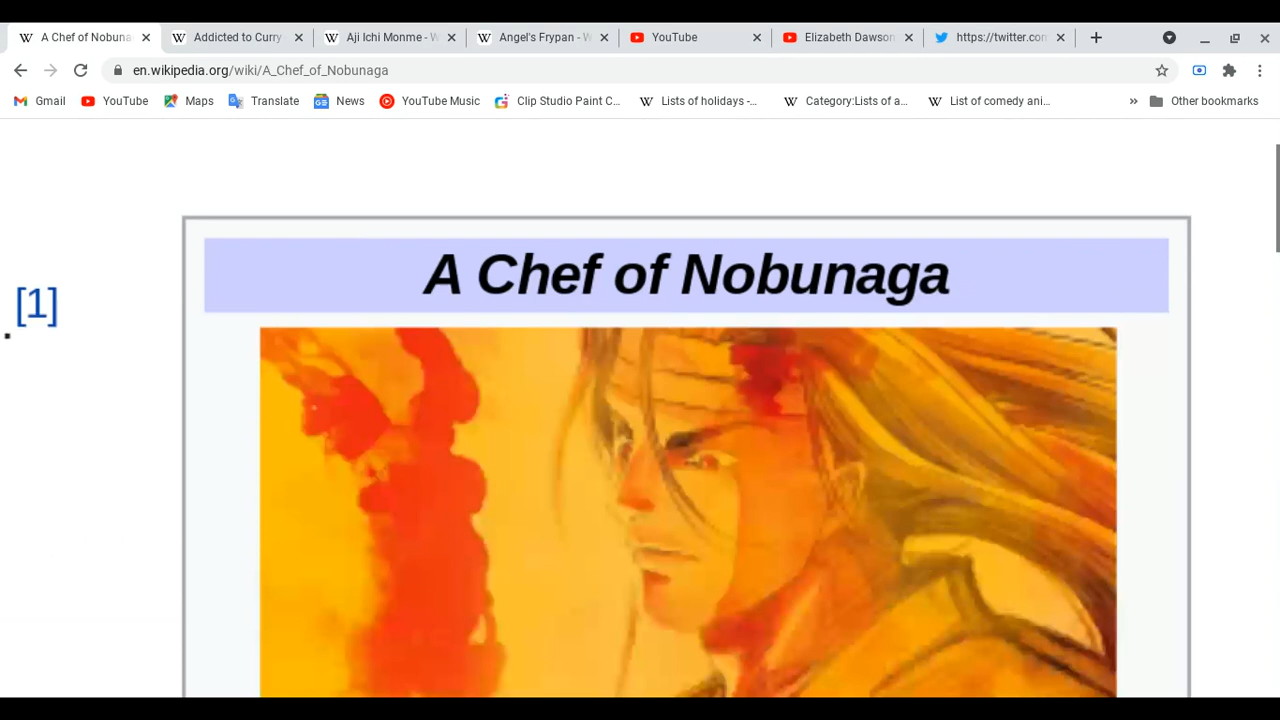 A Chef of Nobuna
Addicted to Curry
Aji Ichi Monme - W
Angel's Frypan - W
YouTube
Elizabeth Dawson
https://twitter.com
en.wikipedia.org/wiki/A_Chef_of_Nobunaga
Gmail
YouTube
Maps
Translate
News
YouTube Music
Clip Studio Paint C...
Lists of holidays -...
Category:Lists of a...
List of comedy ani...
»
Other bookmarks
A Chef of Nobunaga
.[1]